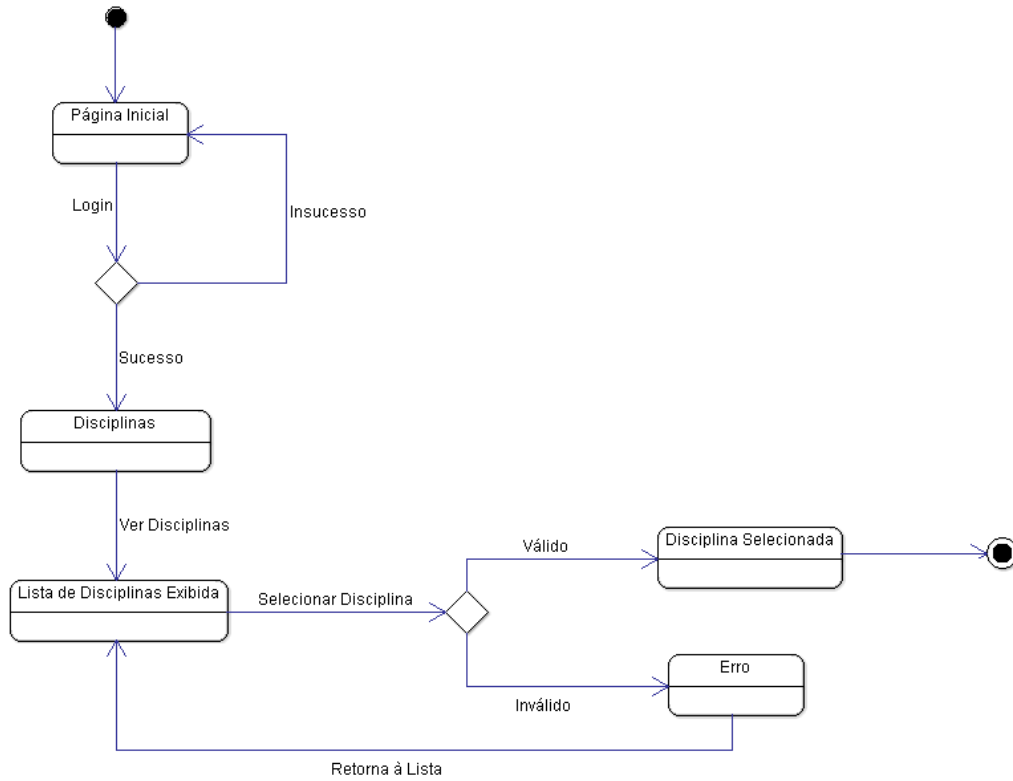 Página Inicial
Login
Insucesso
Sucesso
Disciplinas
Ver Disciplinas
Lista de Disciplinas Exibida
Selecionar Disciplina
Válido
Disciplina Selecionada
Inválido
Erro
Retorna à Lista